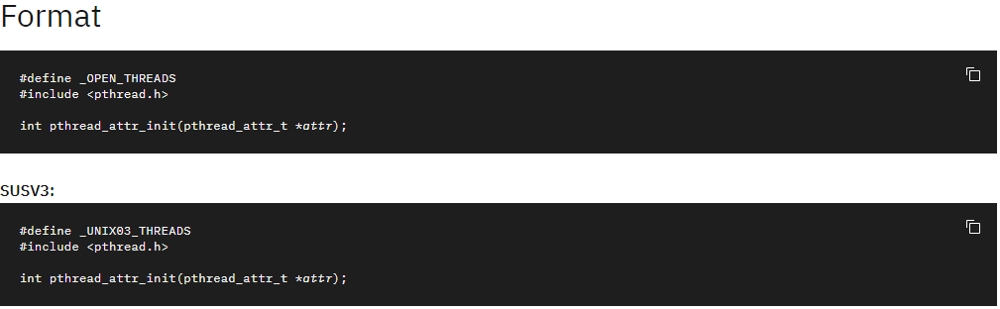 Format
#define _OPEN_THREADS
#include <pthread.h>
int pthread_attr_init(pthread_attr_t *attr);
SUSV3:
#define _UNIX03_THREADS
#include <pthread.h>
int pthread_attr_init(pthread_attr_t *attr);